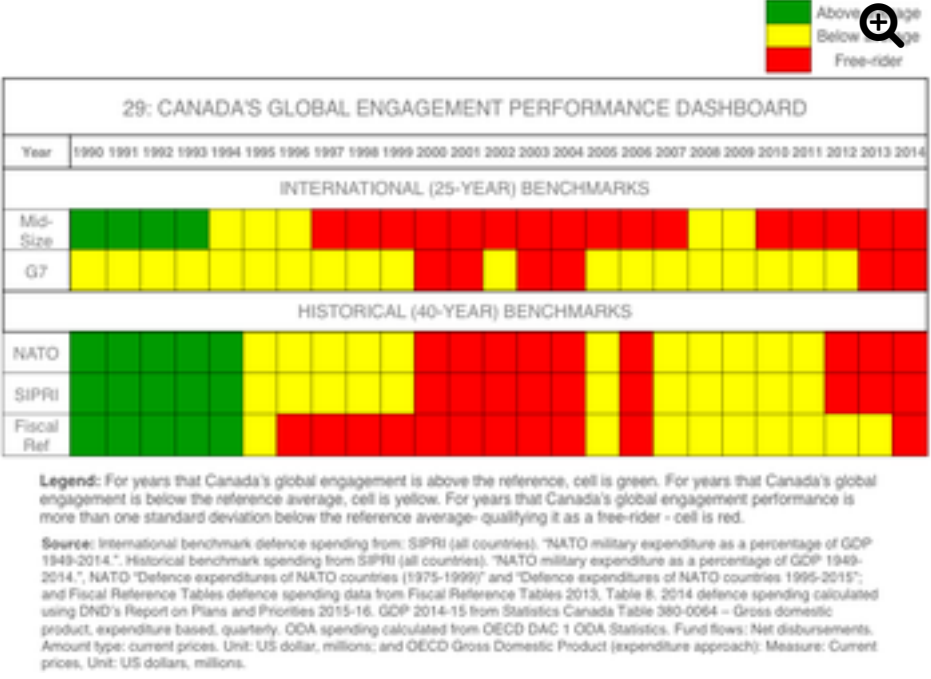 Above
Below
Free-rider
29: CANADA'S GLOBAL ENGAGEMENT PERFORMANCE DASHBOARD
Year 1990 1991 1992 1993 1994 1995 1996 1997 1998 1999 2000 2001 2002 2003 2004 2005 2006 2007 2008 2009 2010 2011 2012 2013 2014
INTERNATIONAL (25-YEAR) BENCHMARKS
Mid-
Size
G7
HISTORICAL (40-YEAR) BENCHMARKS
NATO
SIPRI
Fiscal
Ref
Legend: For years that Canada's global engagement is above the reference, cell is green. For years that Canada's global
engagement is below the reference average, cell is yellow. For years that Canada's global engagement performance is
more than one standard deviation below the reference average- qualifying it as a free-rider - cell is red.
Source: International benchmark defence spending from: SIPRI (all countries). "NATO military expenditure as a percentage of GDP
1949-2014.". Historical benchmark spending from SIPRI (all countries). "NATO military expenditure as a percentage of GDP 1949-
2014.", NATO "Defence expenditures of NATO countries (1975-1999)" and "Defence expenditures of NATO countries 1995-2015";
and Fiscal Reference Tables defence spending data from Fiscal Reference Tables 2013, Table 8. 2014 defence spending calculated
using DND's Report on Plans and Priorities 2015-16. GDP 2014-15 from Statistics Canada Table 380-0064 – Gross domestic
product, expenditure based, quarterly. ODA spending calculated from OECD DAC 1 ODA Statistics. Fund flows: Net disbursements.
Amount type: current prices. Unit: US dollar, millions; and OECD Gross Domestic Product (expenditure approach): Measure: Current
prices, Unit: US dollars, millions.